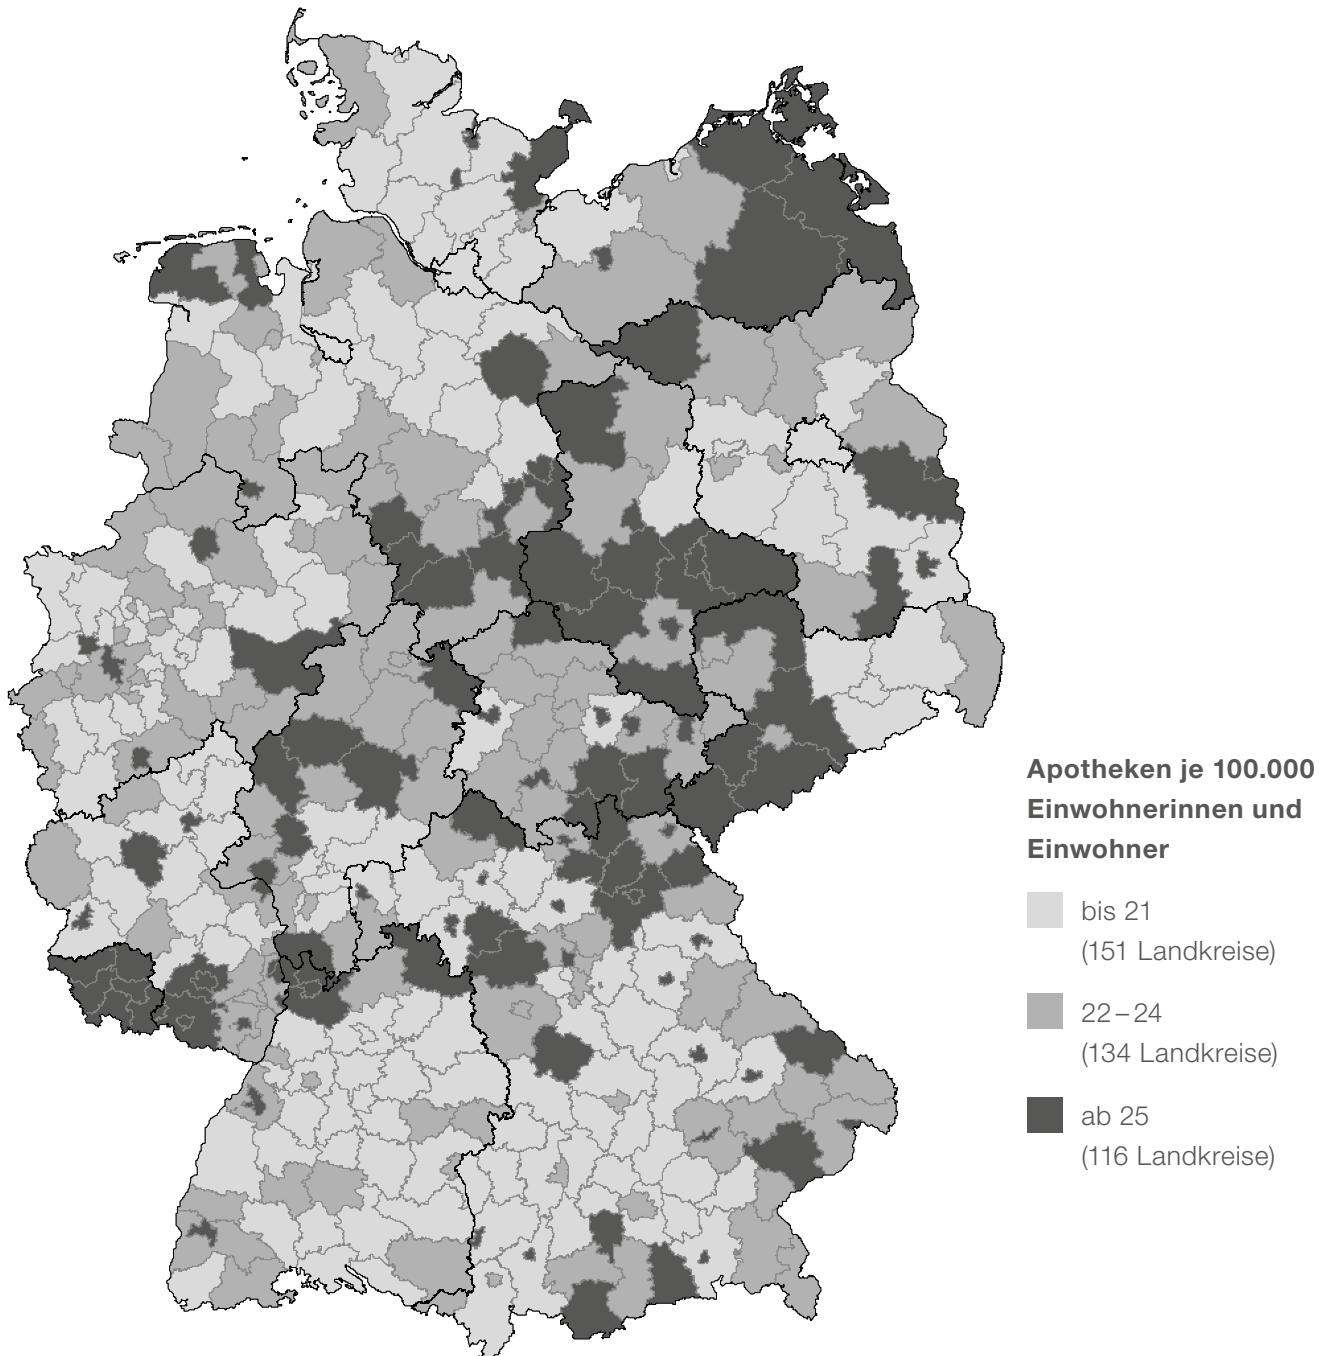 Apotheken je 100.000
Einwohnerinnen und
Einwohner
bis 21
(151 Landkreise)
22–24
(134 Landkreise)
ab 25
(116 Landkreise)